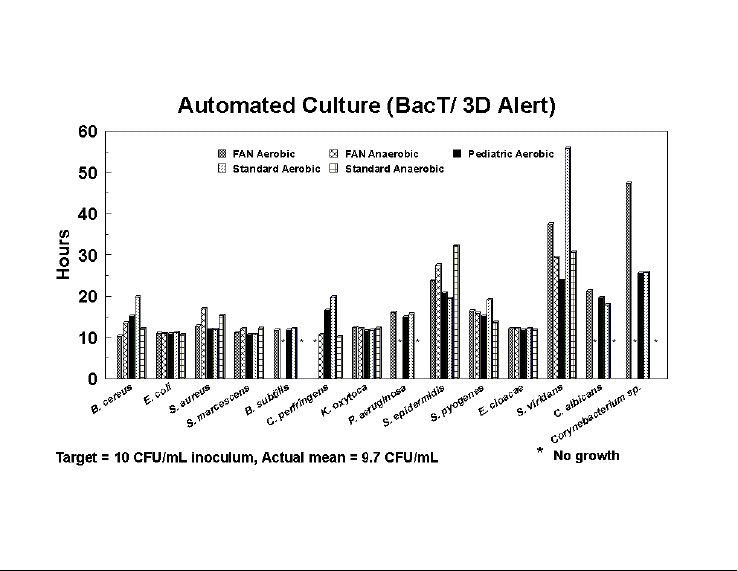 Automated Culture (BacT/ 3D Alert)
60
50
40
30
20
10
0
Hours
FAN Aerobic FAN Anaerobic Pediatric Aerobic
Standard Aerobic Standard Anaerobic
* * * * * * * * *
B. cereus
E. coli
S. aureus
S. marcescens
B. subtilis
C. perfringens
K. oxytoca
P. aeruginosa
S. epidermidis
S. pyogenes
E. cloacae
S. viridans
C. albicans
Corynebacterium sp.
Target = 10 CFU/mL inoculum, Actual mean = 9.7 CFU/mL
* No growth